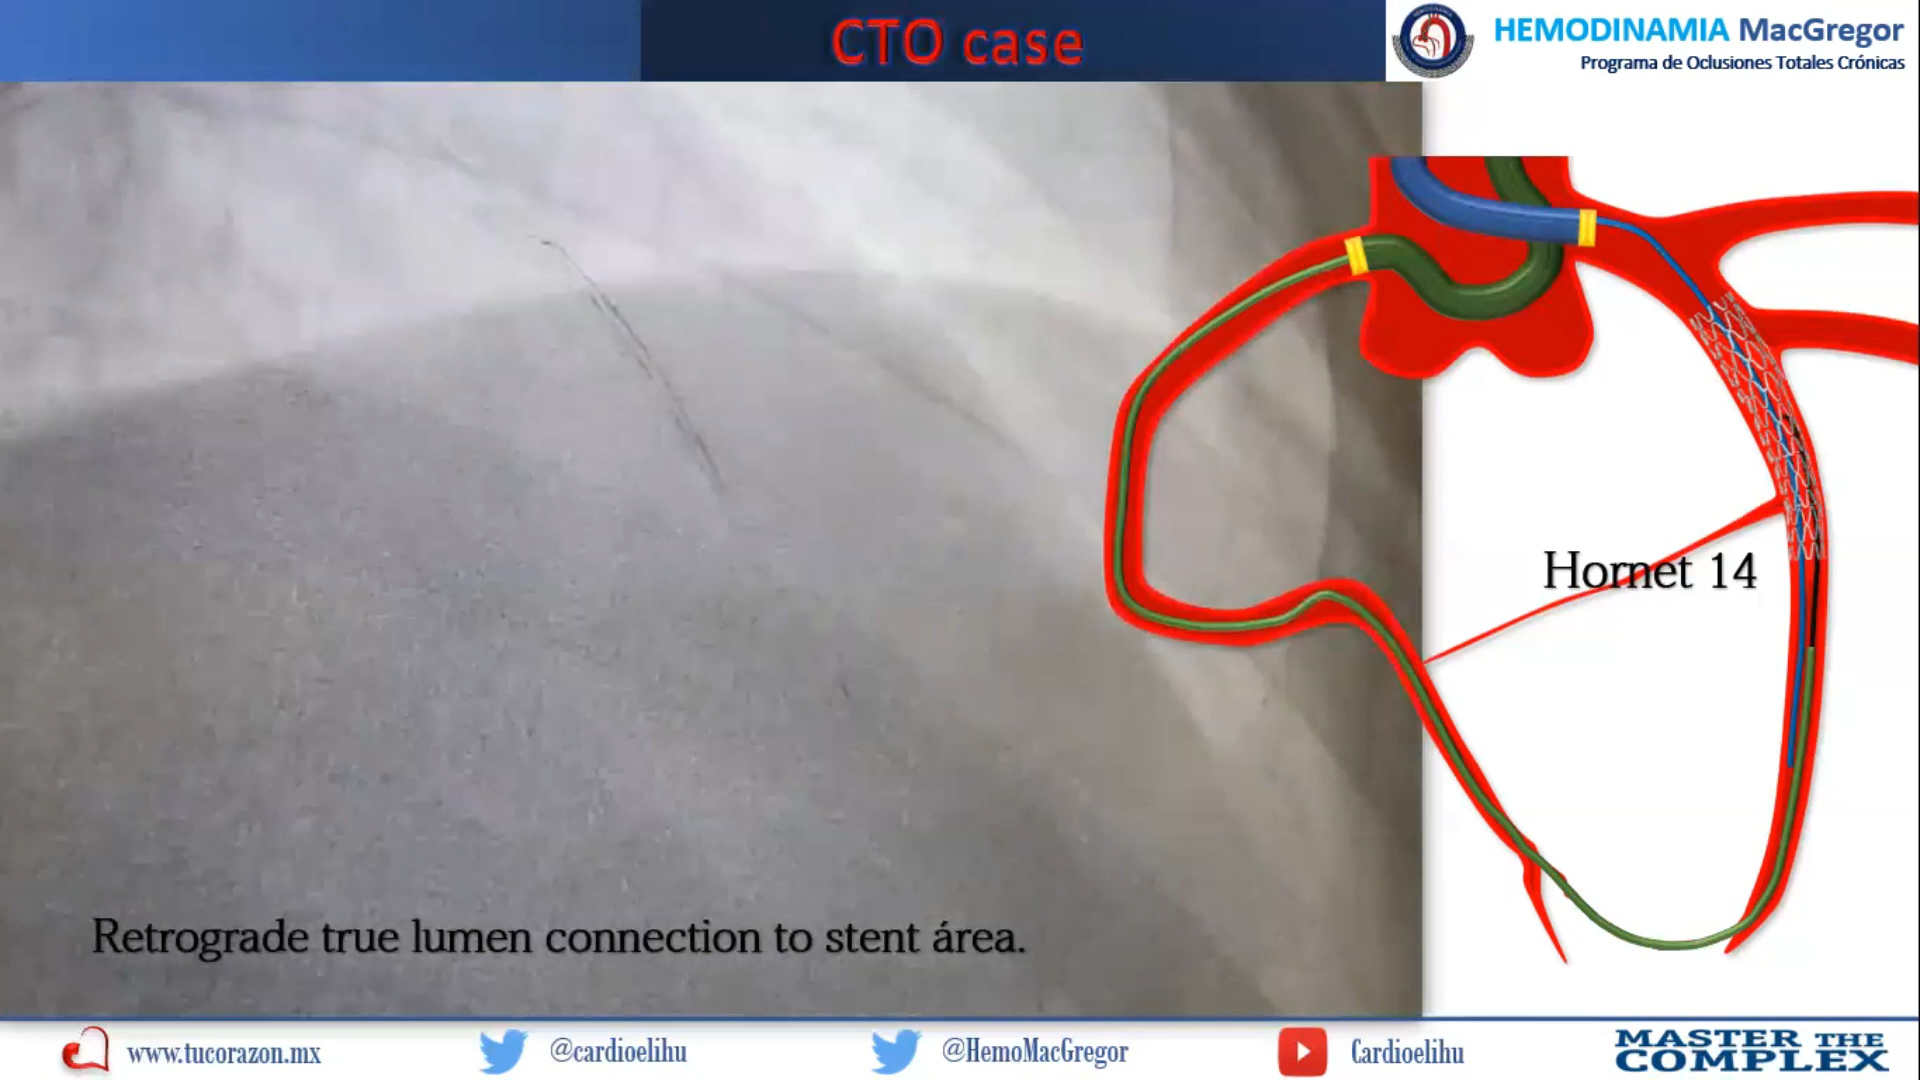 CTO case
HEMODINAMIA MacGregor
Programa de Oclusiones Totales Crónicas
Hornet 14
Retrograde true lumen connection to stent área.
www.tucorazon.mx
@cardioelihu
@HemoMacGregor
Cardioelihu
MASTER THE
COMPLEX